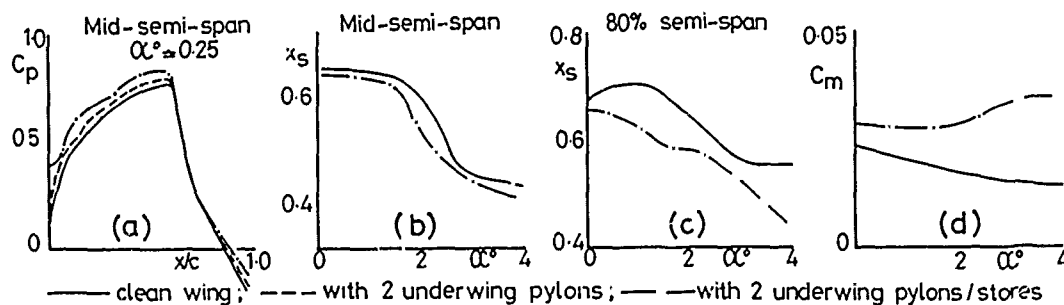 Mid-semi-span
α° ≃ 0.25
1.0
Cp
0.5
0
(a)
x/c
1.0
Mid-semi-span
xs
0.6
0.4
(b)
0
2
α°
4
80% semi-span
0.8
xs
0.6
0.4
(c)
0
2
α°
4
0.05
Cm
0
(d)
2
α°
4
clean wing; with 2 underwing pylons; with 2 underwing pylons/stores